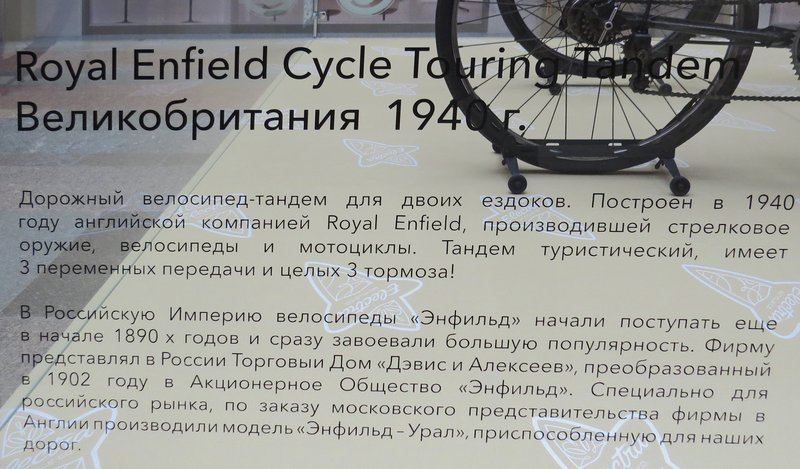 Royal Enfield Cycle Touring Tandem
Великобритания 1940 г.
Дорожный велосипед-тандем для двоих ездоков. Построен в 1940
году английской компанией Royal Enfield, производившей стрелковое
оружие, велосипеды и мотоциклы. Тандем туристический, имеет
3 переменных передачи и целых 3 тормоза!
В Российскую Империю велосипеды «Энфильд» начали поступать еще
в начале 1890 х годов и сразу завоевали большую популярность. Фирму
представлял в России Торговыи Дом «Дэвис и Алексеев», преобразованный
в 1902 году в Акционерное Общество «Энфильд». Специально для
российского рынка, по заказу московского представительства фирмы в
Англии производили модель «Энфильд – Урал», приспособленную для наших
дорог.